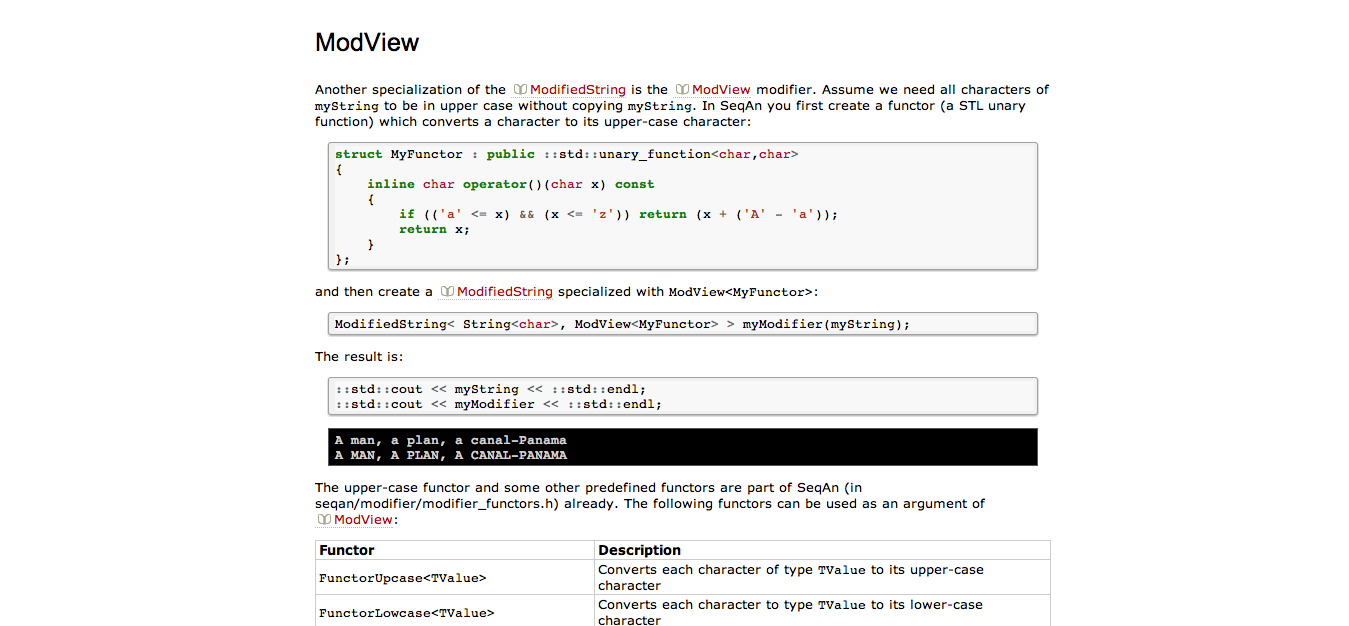 ModView
Another specialization of the ModifiedString is the ModView modifier. Assume we need all characters of
myString to be in upper case without copying myString. In SeqAn you first create a functor (a STL unary
function) which converts a character to its upper-case character:
struct MyFunctor : public ::std::unary_function<char,char>
{
    inline char operator()(char x) const
    {
        if (('a' <= x) && (x <= 'z')) return (x + ('A' - 'a'));
        return x;
    }
};
and then create a ModifiedString specialized with ModView<MyFunctor>:
ModifiedString< String<char>, ModView<MyFunctor> > myModifier(myString);
The result is:
::std::cout << myString << ::std::endl;
::std::cout << myModifier << ::std::endl;
A man, a plan, a canal-Panama
A MAN, A PLAN, A CANAL-PANAMA
The upper-case functor and some other predefined functors are part of SeqAn (in
seqan/modifier/modifier_functors.h) already. The following functors can be used as an argument of
ModView:
Functor Description
FunctorUpcase<TValue> Converts each character of type TValue to its upper-case
character
FunctorLowcase<TValue> Converts each character to type TValue to its lower-case
character